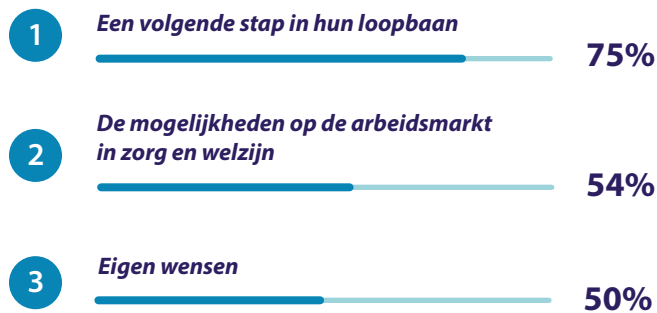 1
Een volgende stap in hun loopbaan
75%
2
De mogelijkheden op de arbeidsmarkt
in zorg en welzijn
54%
3
Eigen wensen
50%